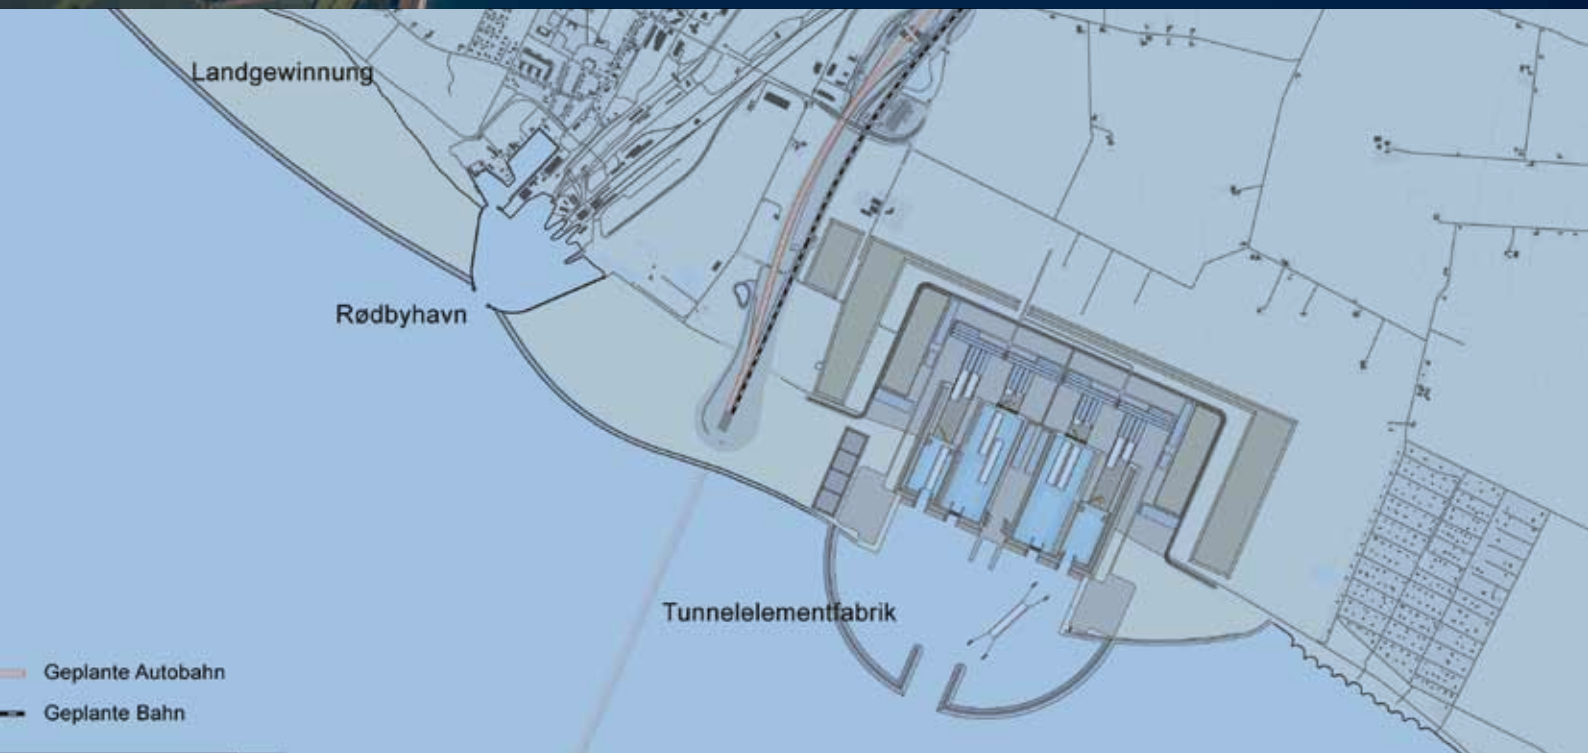 Landgewinnung
Rødbyhavn
Tunnelelementfabrik
Geplante Autobahn
Geplante Bahn